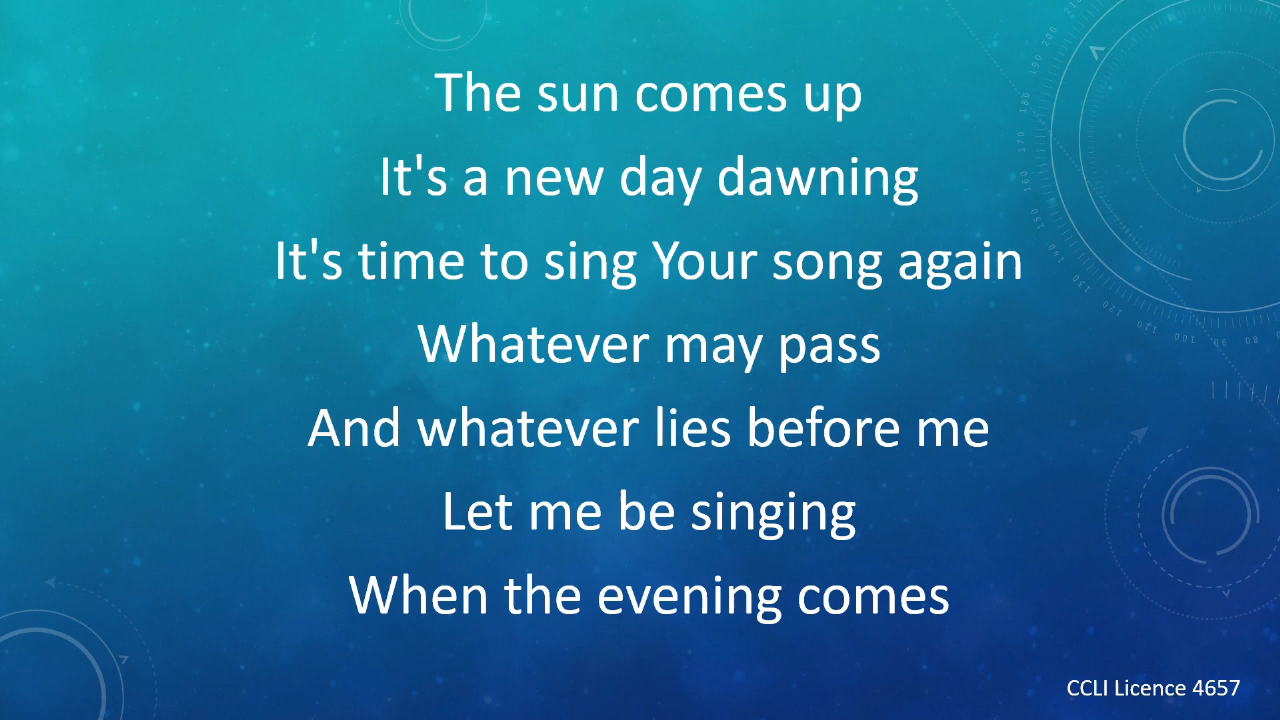 The sun comes up
It's a new day dawning
It's time to sing Your song again
Whatever may pass
And whatever lies before me
Let me be singing
When the evening comes
CCLI Licence 4657